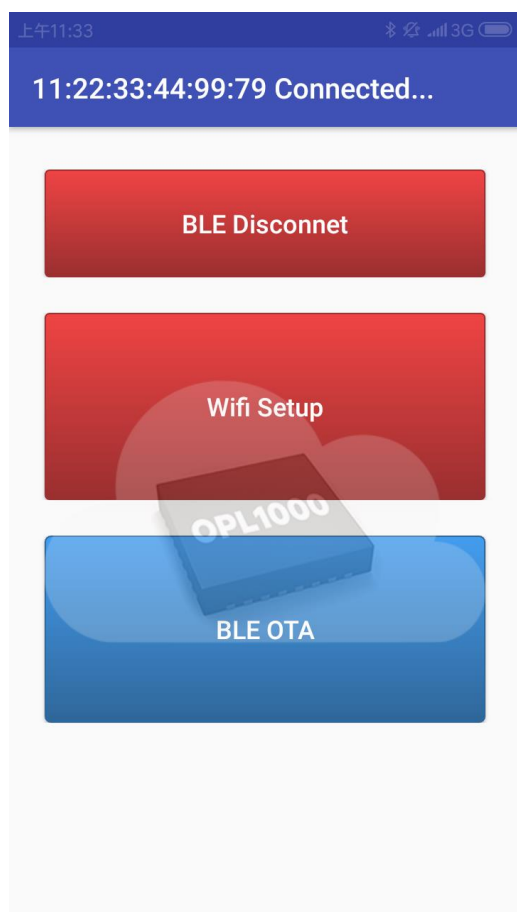 上午11:33
3G
11:22:33:44:99:79 Connected...
BLE Disconnet
Wifi Setup
OPL1000
BLE OTA